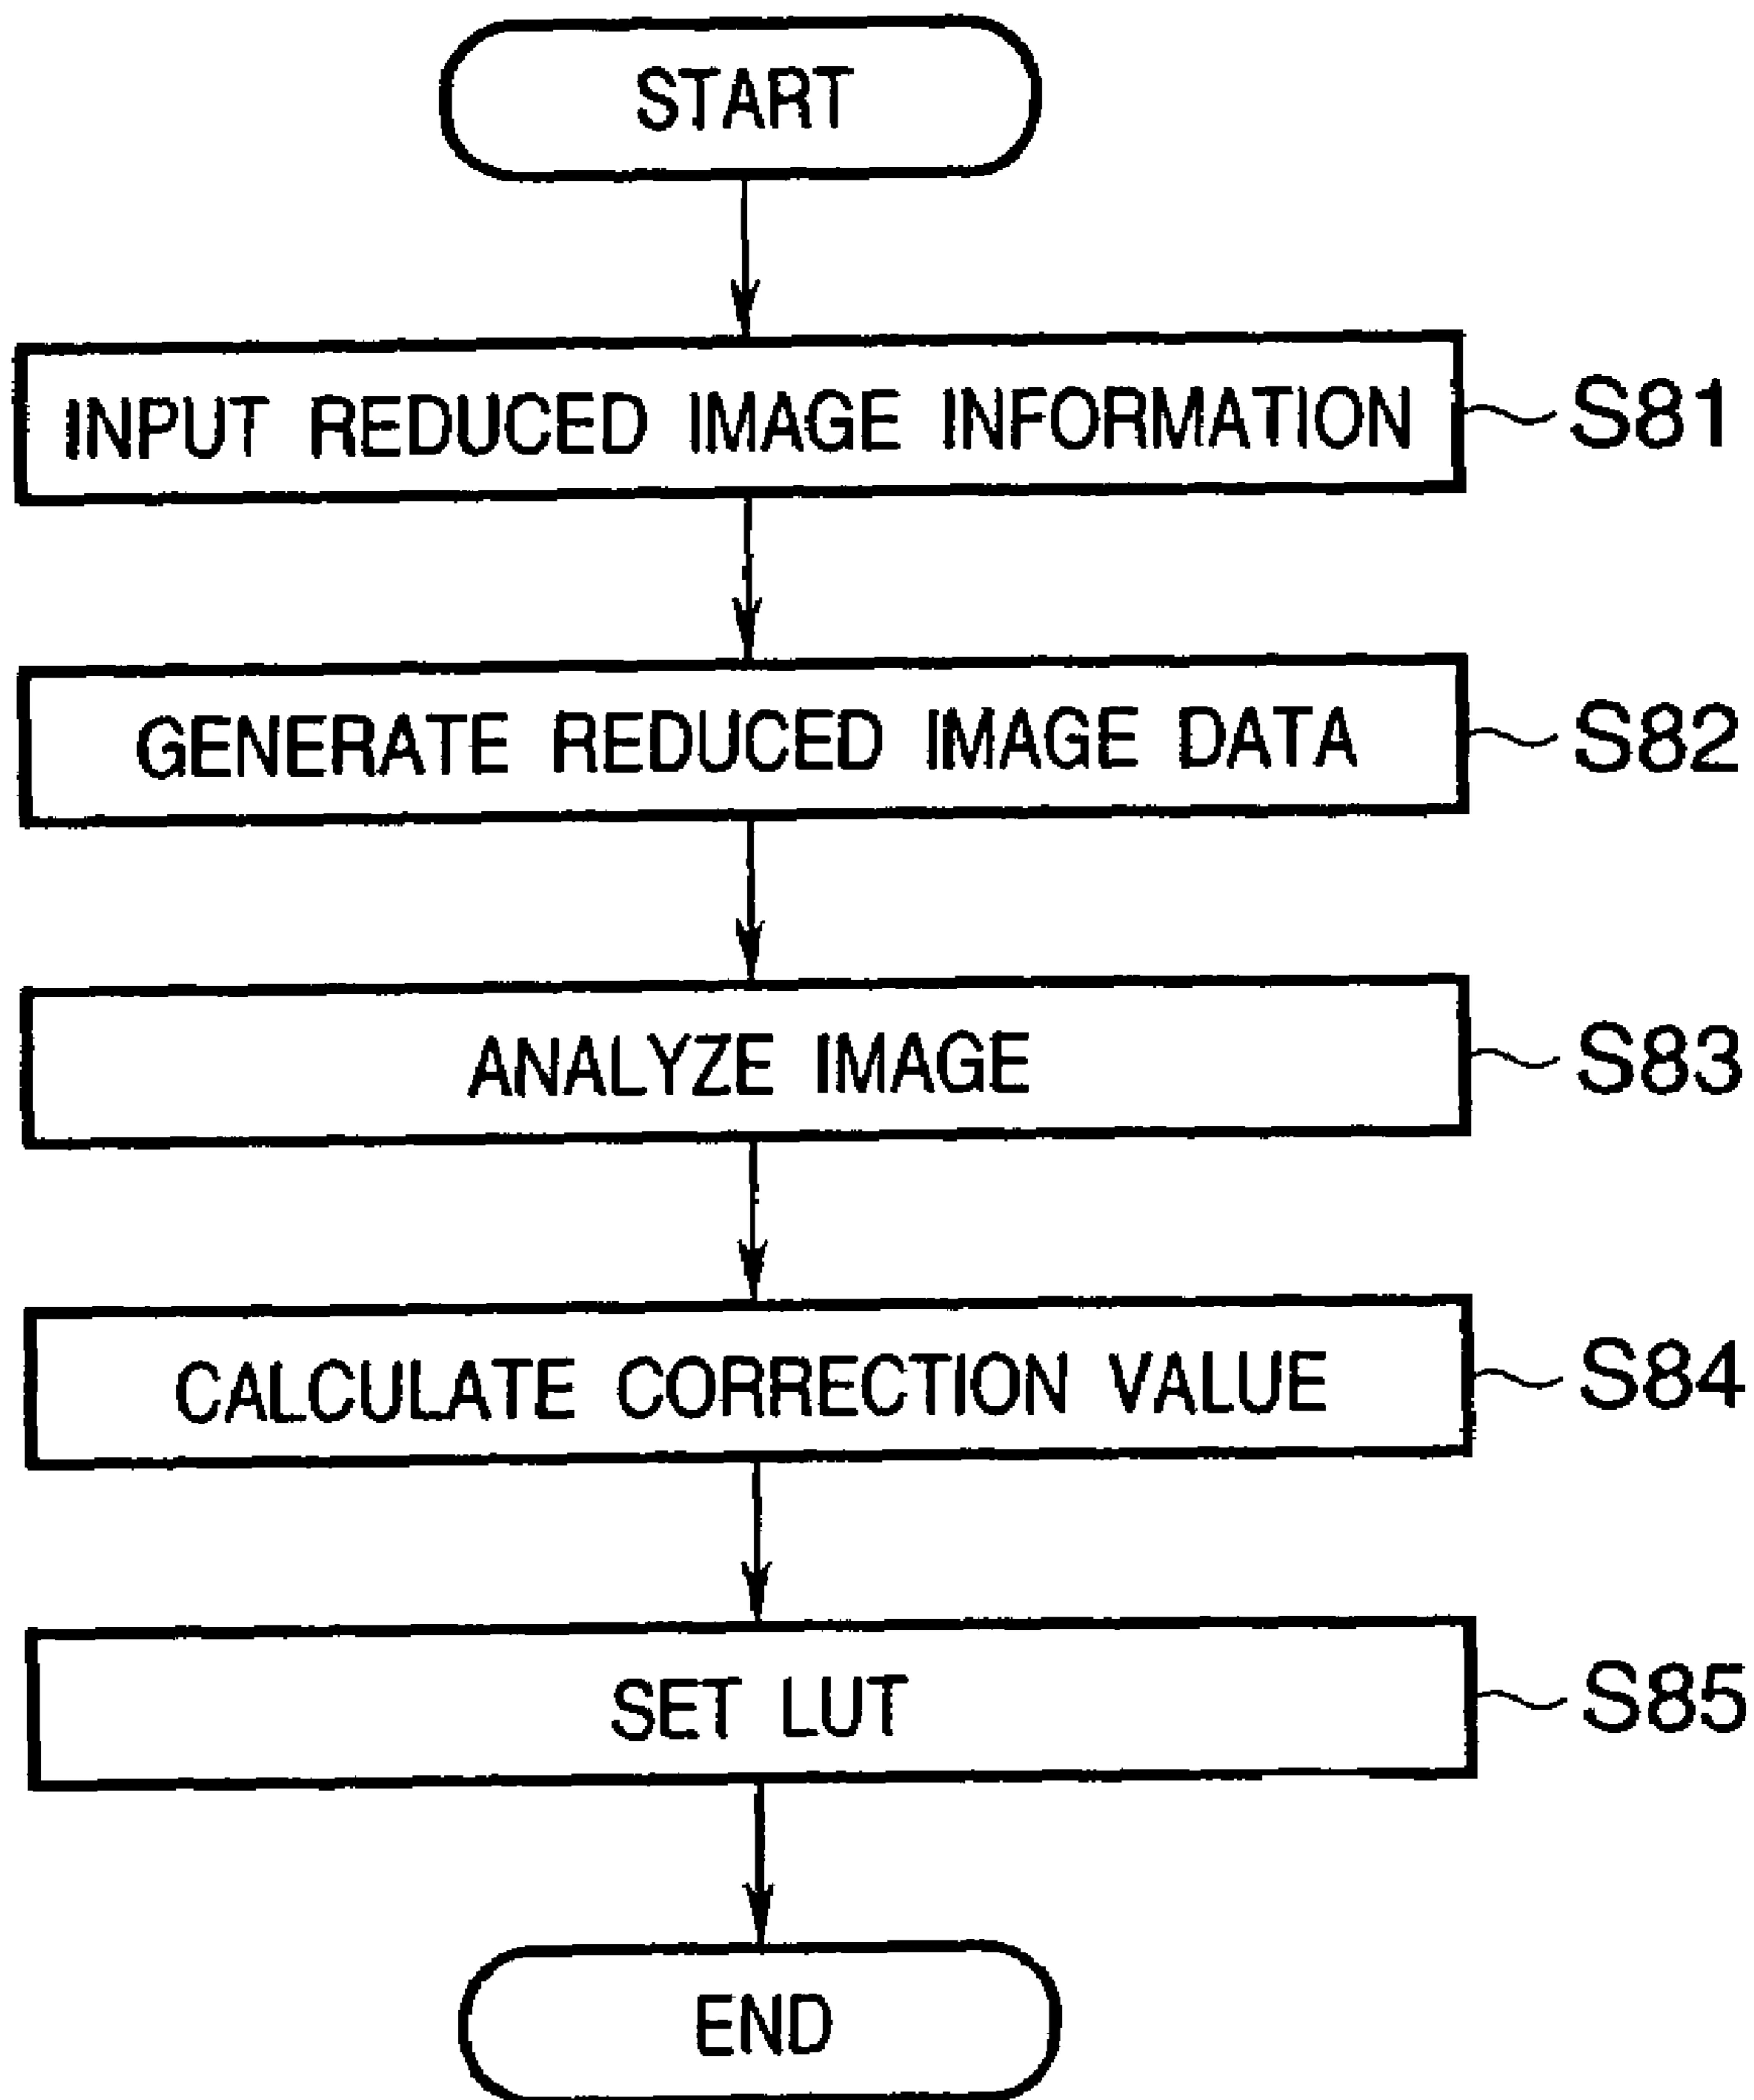 START
INPUT REDUCED IMAGE INFORMATION S81
GENERATE REDUCED IMAGE DATA S82
ANALYZE IMAGE S83
CALCULATE CORRECTION VALUE S84
SET LUT S85
END